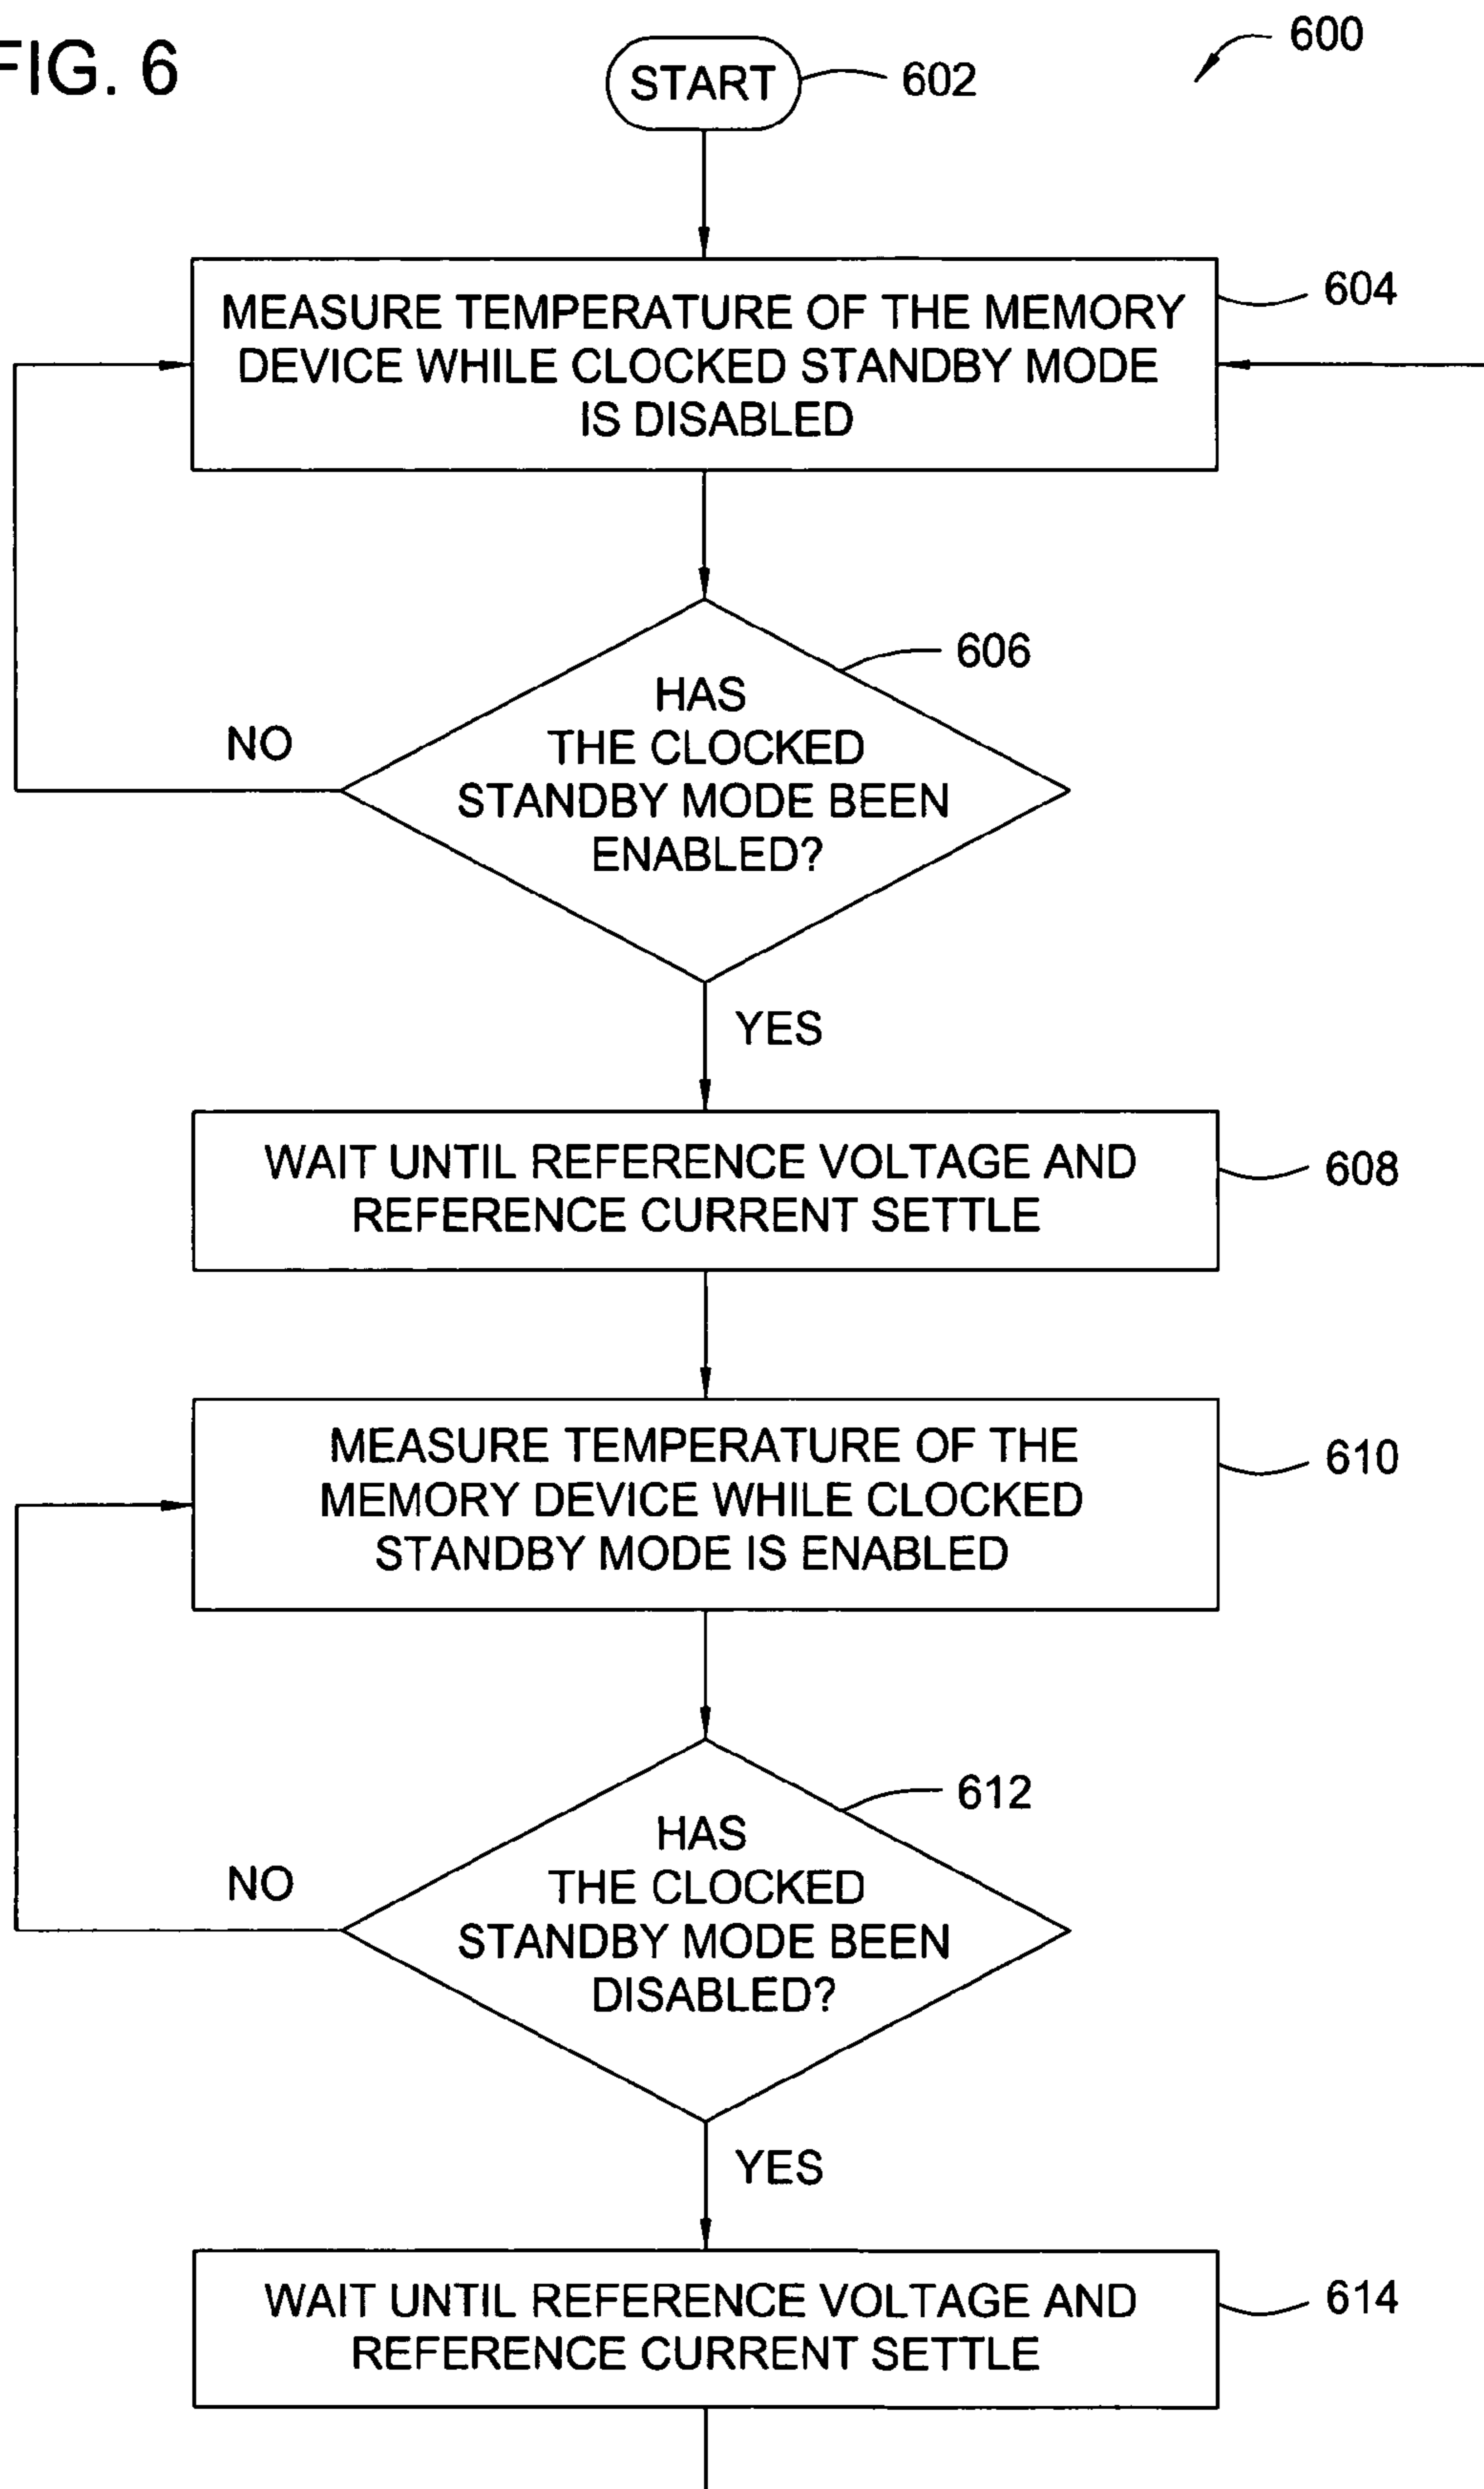 FIG. 6
600
START
602
MEASURE TEMPERATURE OF THE MEMORY
DEVICE WHILE CLOCKED STANDBY MODE
IS DISABLED
604
HAS
THE CLOCKED
STANDBY MODE BEEN
ENABLED?
606
NO
YES
WAIT UNTIL REFERENCE VOLTAGE AND
REFERENCE CURRENT SETTLE
608
MEASURE TEMPERATURE OF THE
MEMORY DEVICE WHILE CLOCKED
STANDBY MODE IS ENABLED
610
HAS
THE CLOCKED
STANDBY MODE BEEN
DISABLED?
612
NO
YES
WAIT UNTIL REFERENCE VOLTAGE AND
REFERENCE CURRENT SETTLE
614